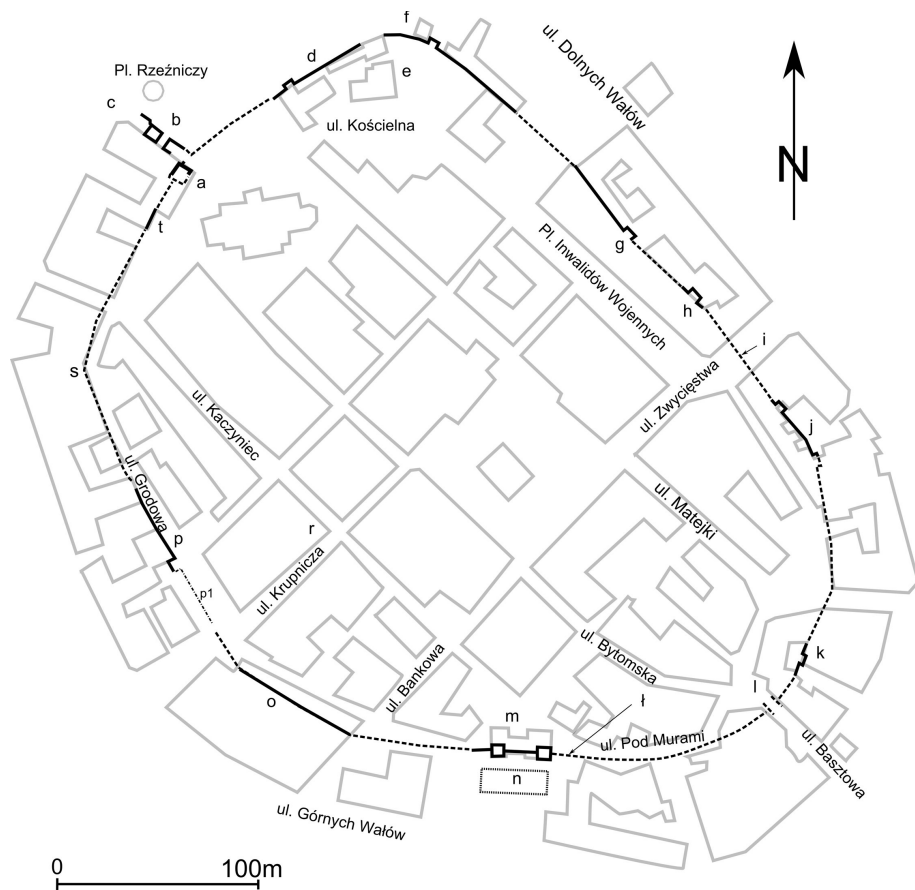 f
ul. Dolnych Wałów
d
Pl. Rzeźniczy
e
c
b
ul. Kościelna
N
a
t
g
Pl. Inwalidów Wojennych
h
i
s
ul. Zwycięstwa
ul. Kaczyniec
j
ul. Grodowa
ul. Matejki
r
p
ul. Krupnicza
p1
ul. Bytomska
k
ul. Bankowa
l
o
m
ł
ul. Pod Murami
ul. Basztowa
n
ul. Górnych Wałów
0
100m